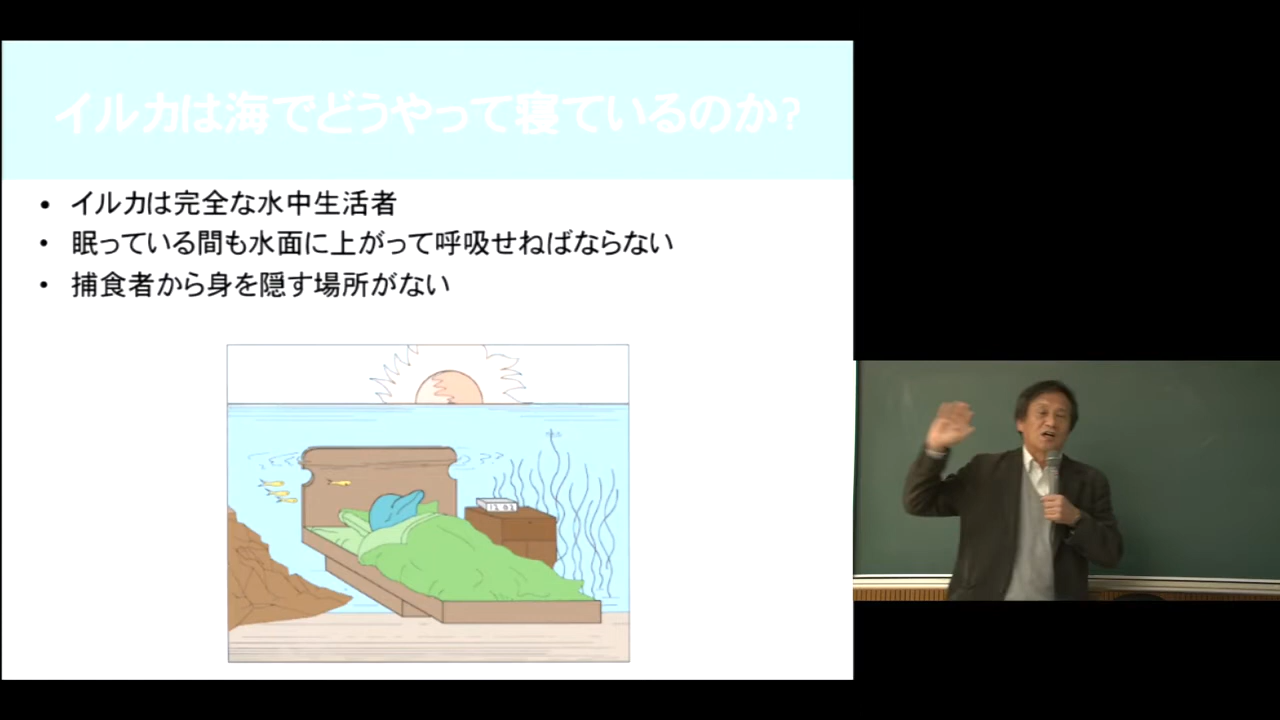 イルカは海でどうやって寝ているのか?
• イルカは完全な水中生活者
• 眠っている間も水面に上がって呼吸せねばならない
• 捕食者から身を隠す場所がない